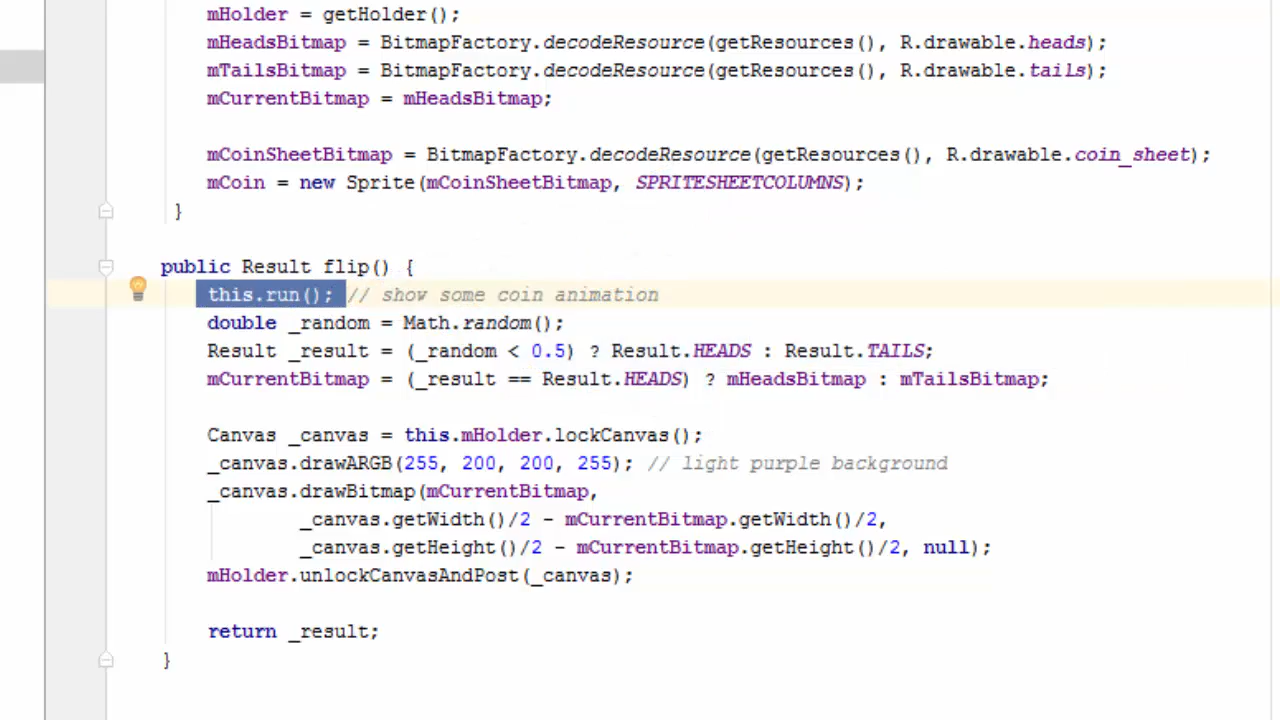 mHolder = getHolder();
mHeadsBitmap = BitmapFactory.decodeResource(getResources(), R.drawable.heads);
mTailsBitmap = BitmapFactory.decodeResource(getResources(), R.drawable.tails);
mCurrentBitmap = mHeadsBitmap;
mCoinSheetBitmap = BitmapFactory.decodeResource(getResources(), R.drawable.coin_sheet);
mCoin = new Sprite(mCoinSheetBitmap, SPRITESHEETCOLUMNS);
}
public Result flip() {
this.run(); // show some coin animation
double _random = Math.random();
Result _result = (_random < 0.5) ? Result.HEADS : Result.TAILS;
mCurrentBitmap = (_result == Result.HEADS) ? mHeadsBitmap : mTailsBitmap;
Canvas _canvas = this.mHolder.lockCanvas();
_canvas.drawARGB(255, 200, 200, 255); // light purple background
_canvas.drawBitmap(mCurrentBitmap,
_canvas.getWidth()/2 - mCurrentBitmap.getWidth()/2,
_canvas.getHeight()/2 - mCurrentBitmap.getHeight()/2, null);
mHolder.unlockCanvasAndPost(_canvas);
return _result;
}